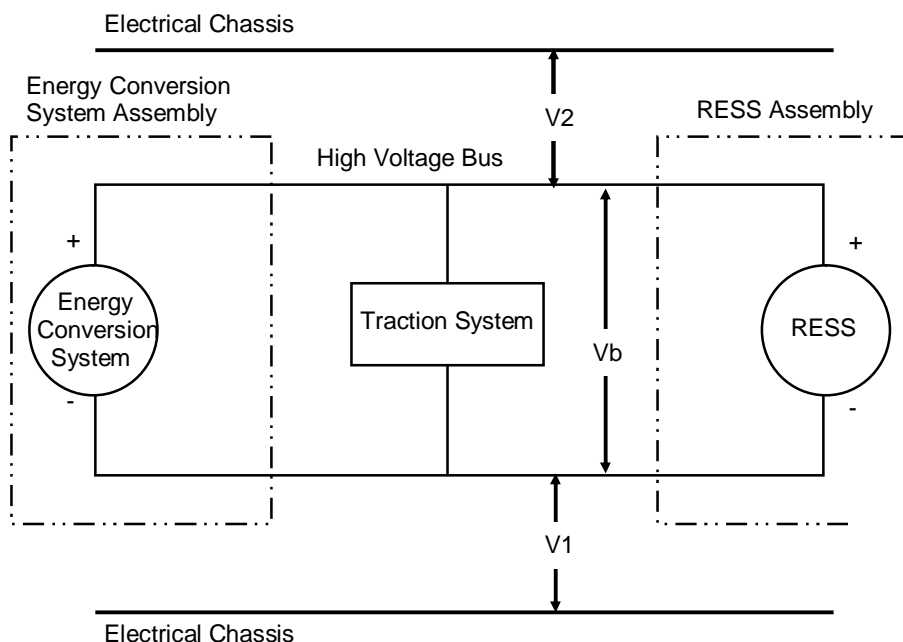 Electrical Chassis
Energy Conversion
System Assembly
V2
RESS Assembly
High Voltage Bus
+
+
Energy
Conversion
System
Traction System
Vb
RESS
-
-
V1
Electrical Chassis